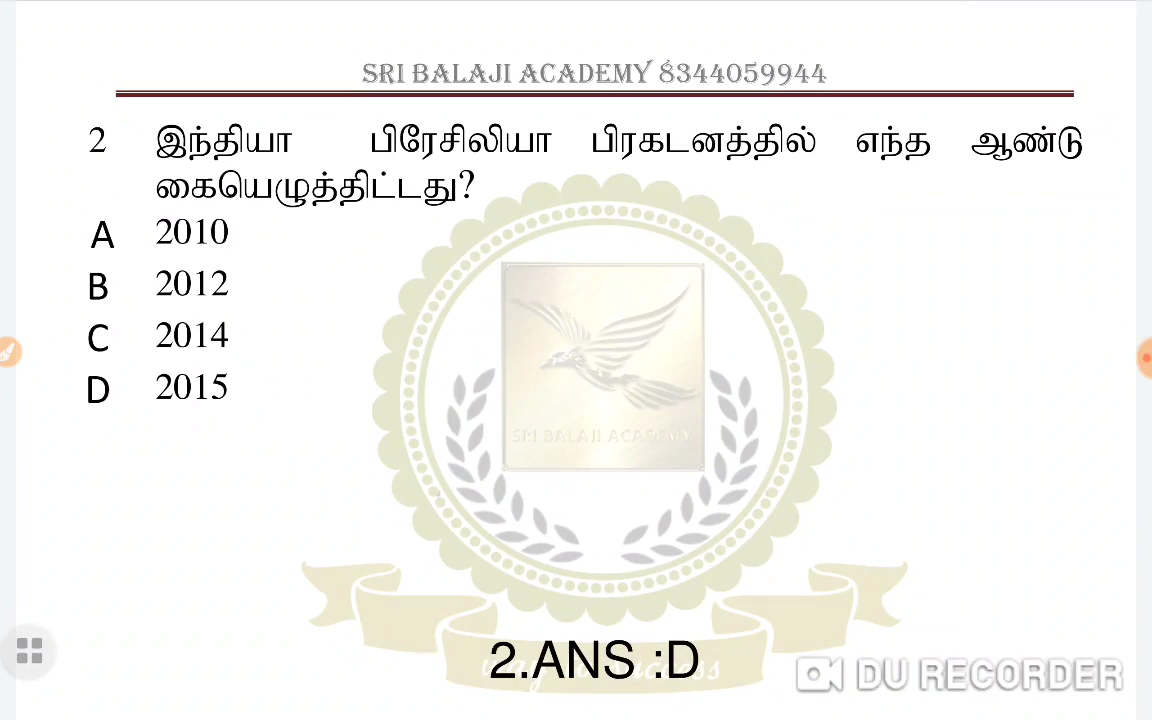 SRI BALAJI ACADEMY 8344059944
2 இந்தியா பிரேசிலியா பிரகடனத்தில் எந்த ஆண்டு
கையெழுத்திட்டது?
A 2010
B 2012
C 2014
D 2015
SRI BALAJI ACADEMY
2.ANS :D
DU RECORDER